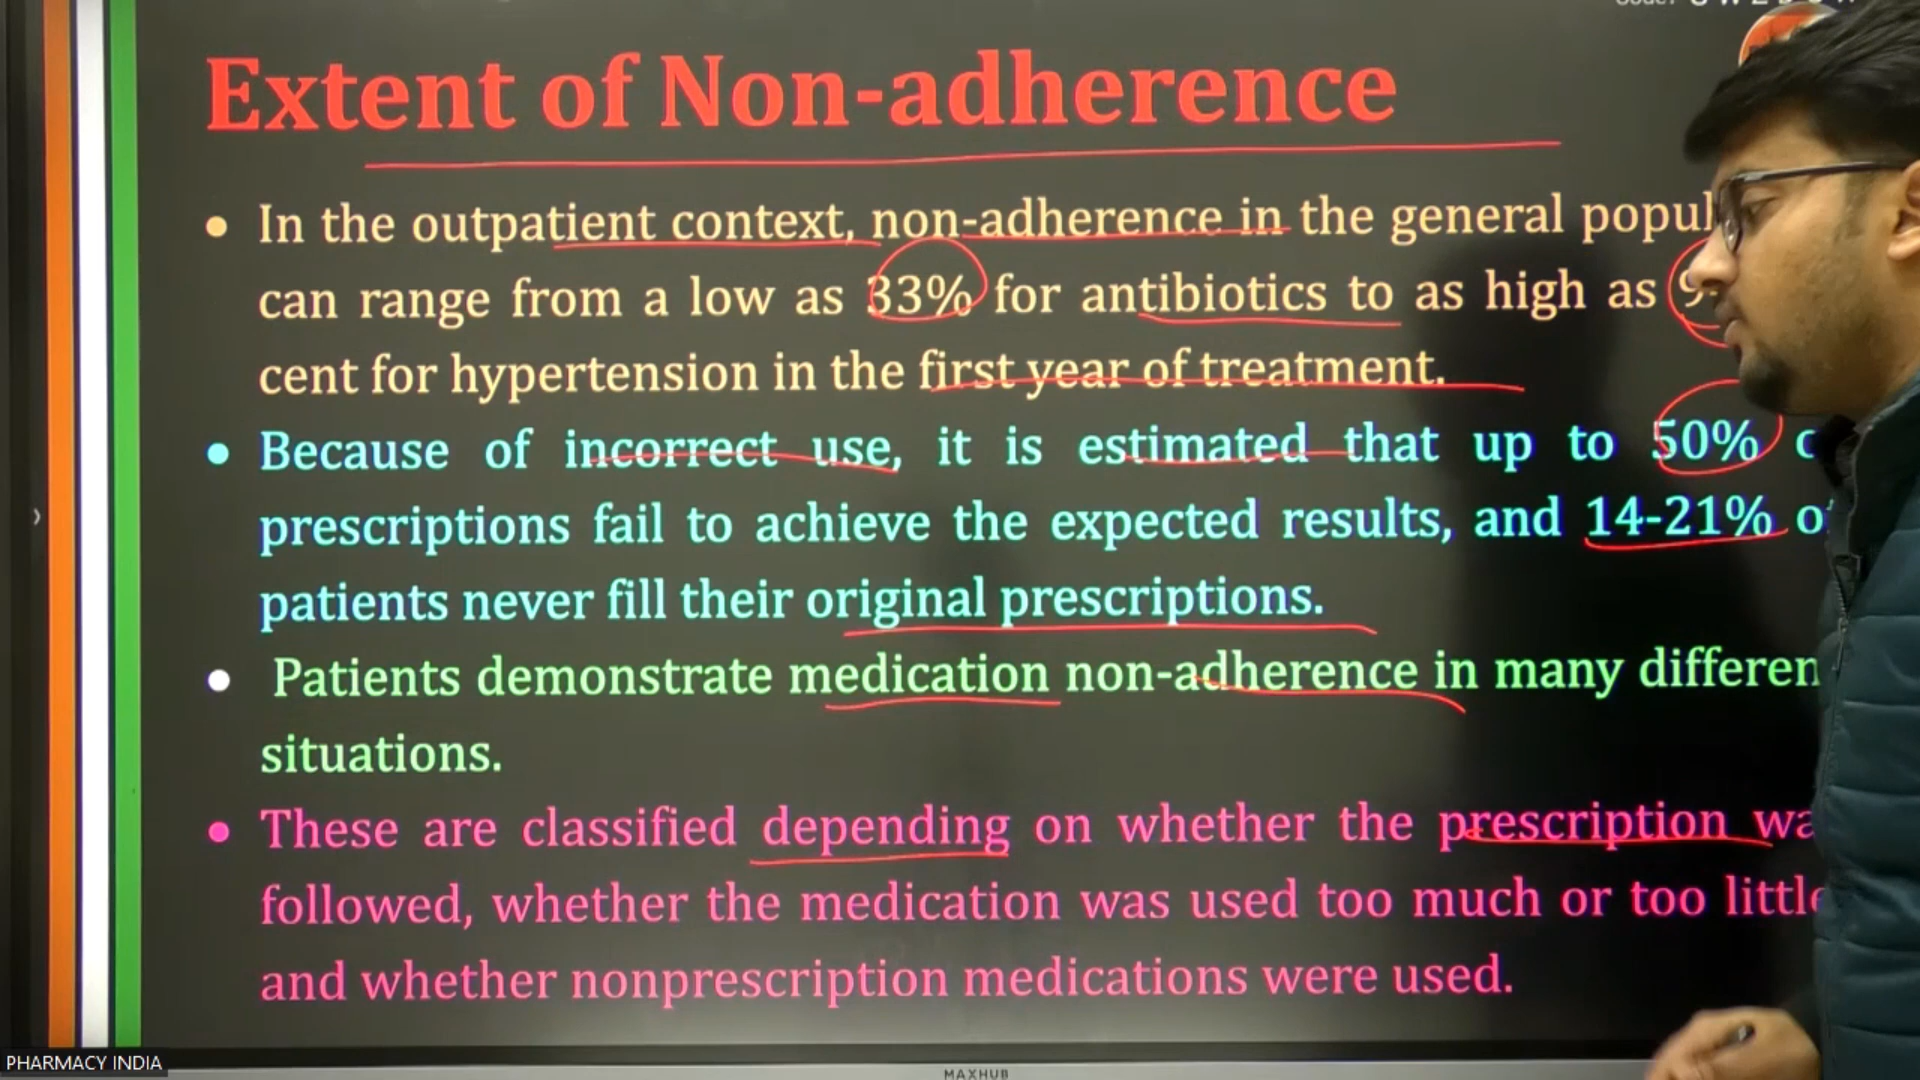 Extent of Non-adherence
• In the outpatient context, non-adherence in the general
can range from a low as 33% for antibiotics to as high as
cent for hypertension in the first year of treatment.
• Because of incorrect use, it is estimated that up to 50%
prescriptions fail to achieve the expected results, and 14-21%
patients never fill their original prescriptions.
• Patients demonstrate medication non-adherence in many
situations.
• These are classified depending on whether the prescription
followed, whether the medication was used too much or too
and whether nonprescription medications were used.
PHARMACY INDIA
MAXHUB